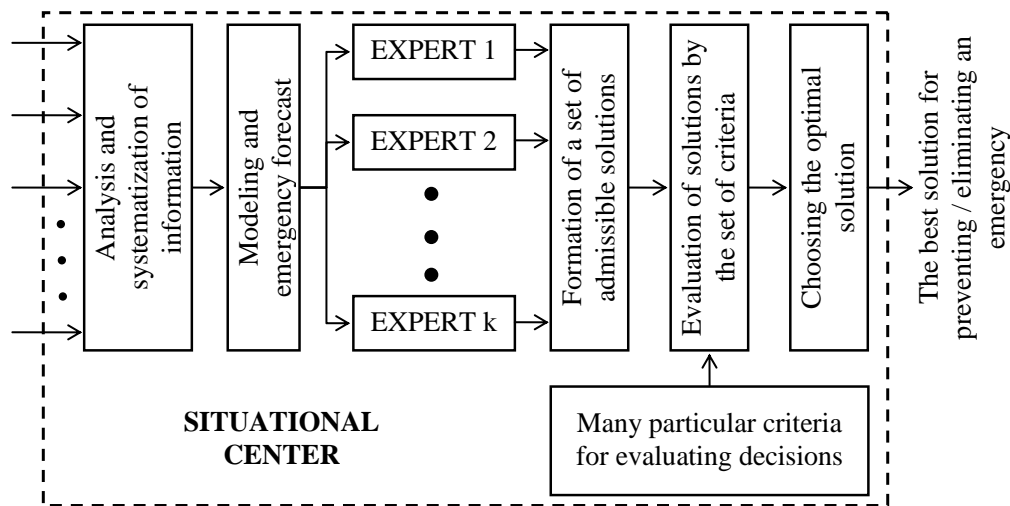 Analysis and
systematization of
information
Modeling and
emergency forecast
EXPERT 1
EXPERT 2
EXPERT k
Formation of a set of
admissible solutions
Evaluation of solutions by
the set of criteria
Choosing the optimal
solution
The best solution for
preventing / eliminating an
emergency
SITUATIONAL
CENTER
Many particular criteria
for evaluating decisions